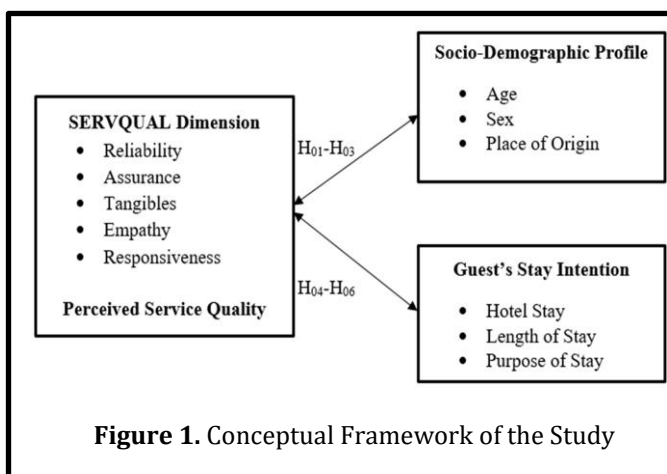 SERVQUAL Dimension
• Reliability
• Assurance
• Tangibles
• Empathy
• Responsiveness
Perceived Service Quality
H01-H03
H04-H06
Socio-Demographic Profile
• Age
• Sex
• Place of Origin
Guest's Stay Intention
• Hotel Stay
• Length of Stay
• Purpose of Stay
Figure 1. Conceptual Framework of the Study